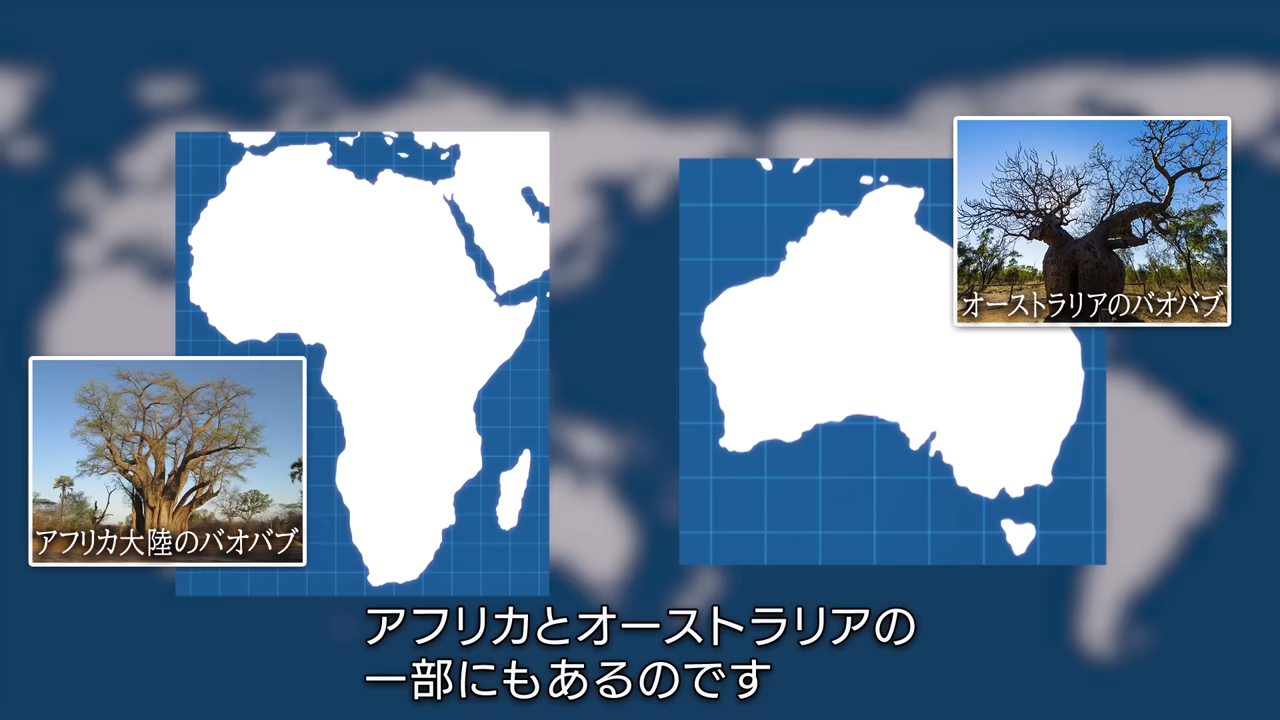 オーストラリアのバオバブ
アフリカ大陸のバオバブ
アフリカとオーストラリアの
一部にもあるのです